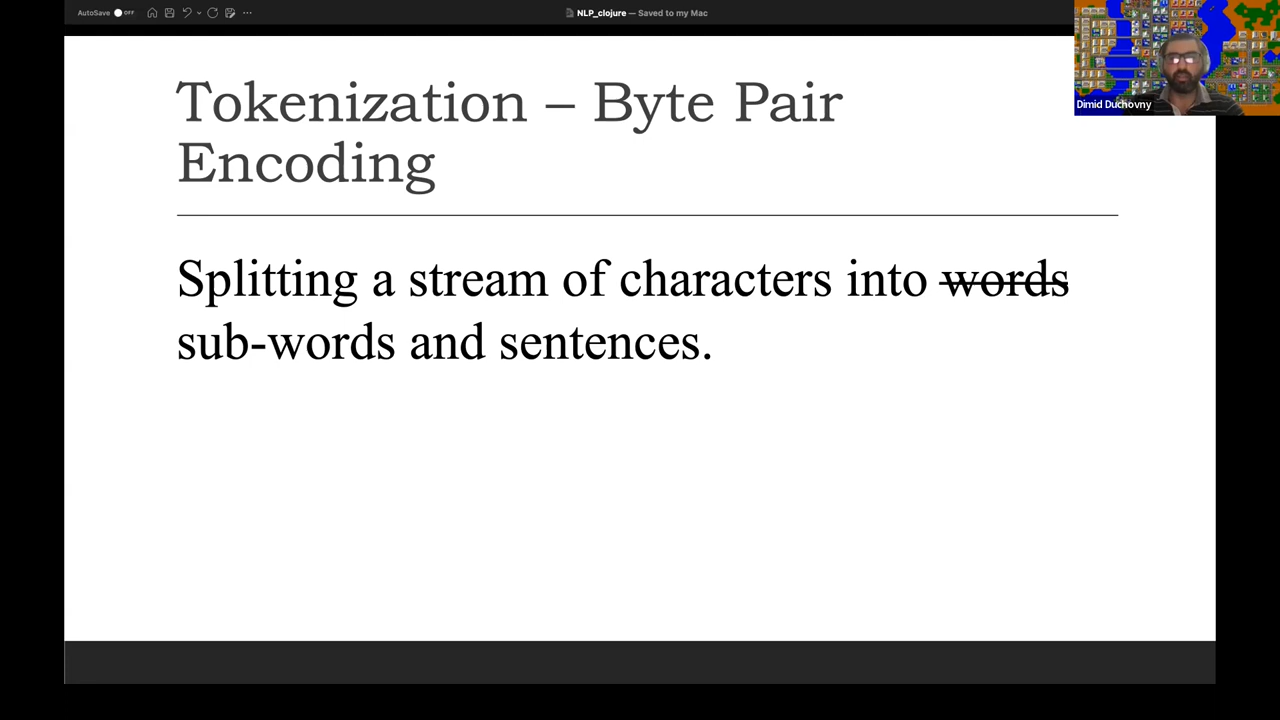 AutoSave OFF
NLP_clojure — Saved to my Mac
Dimid Duchovny
Tokenization – Byte Pair
Encoding
Splitting a stream of characters into words
sub-words and sentences.